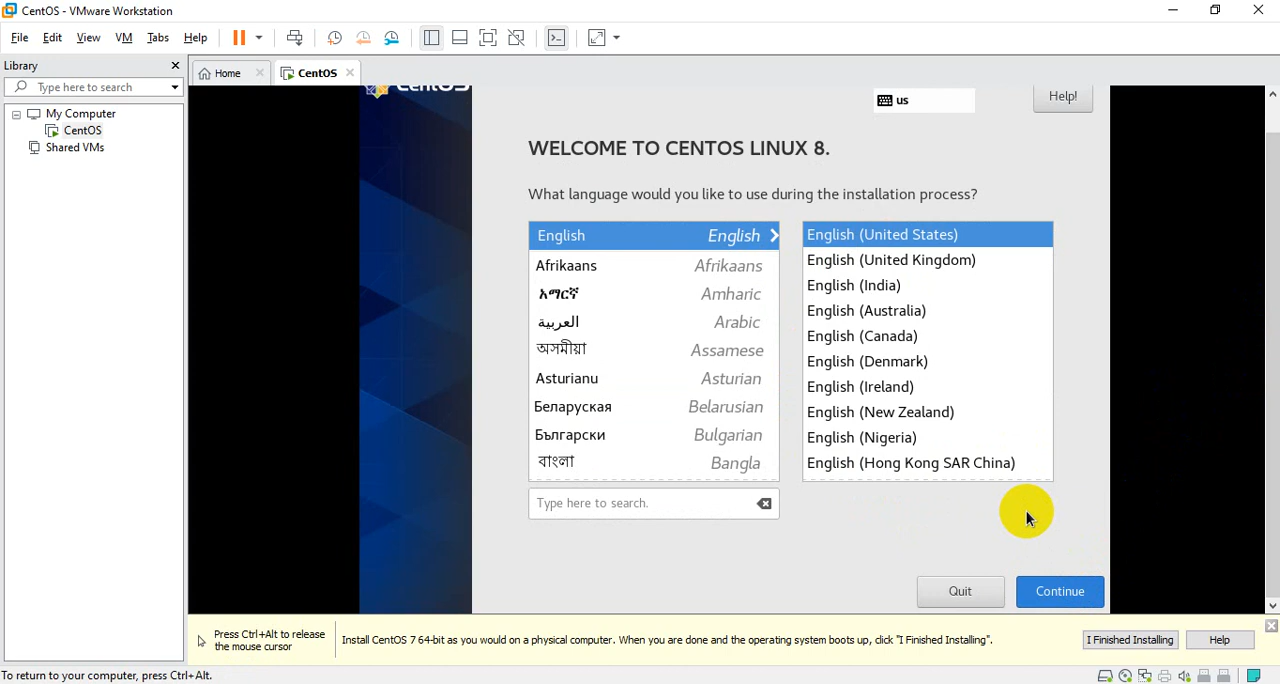 CentOS - VMware Workstation
File Edit View VM Tabs Help
Library
Type here to search
My Computer
CentOS
Shared VMs
Home
CentOS
CentOS
us
Help!
WELCOME TO CENTOS LINUX 8.
What language would you like to use during the installation process?
English English
Afrikaans Afrikaans
አማርኛ Amharic
العربية Arabic
অসমীয়া Assamese
Asturianu Asturian
Беларуская Belarusian
Български Bulgarian
বাংলা Bangla
Type here to search.
English (United States)
English (United Kingdom)
English (India)
English (Australia)
English (Canada)
English (Denmark)
English (Ireland)
English (New Zealand)
English (Nigeria)
English (Hong Kong SAR China)
Quit
Continue
Press Ctrl+Alt to release
the mouse cursor
Install CentOS 7 64-bit as you would on a physical computer. When you are done and the operating system boots up, click "I Finished Installing".
I Finished Installing
Help
To return to your computer, press Ctrl+Alt.